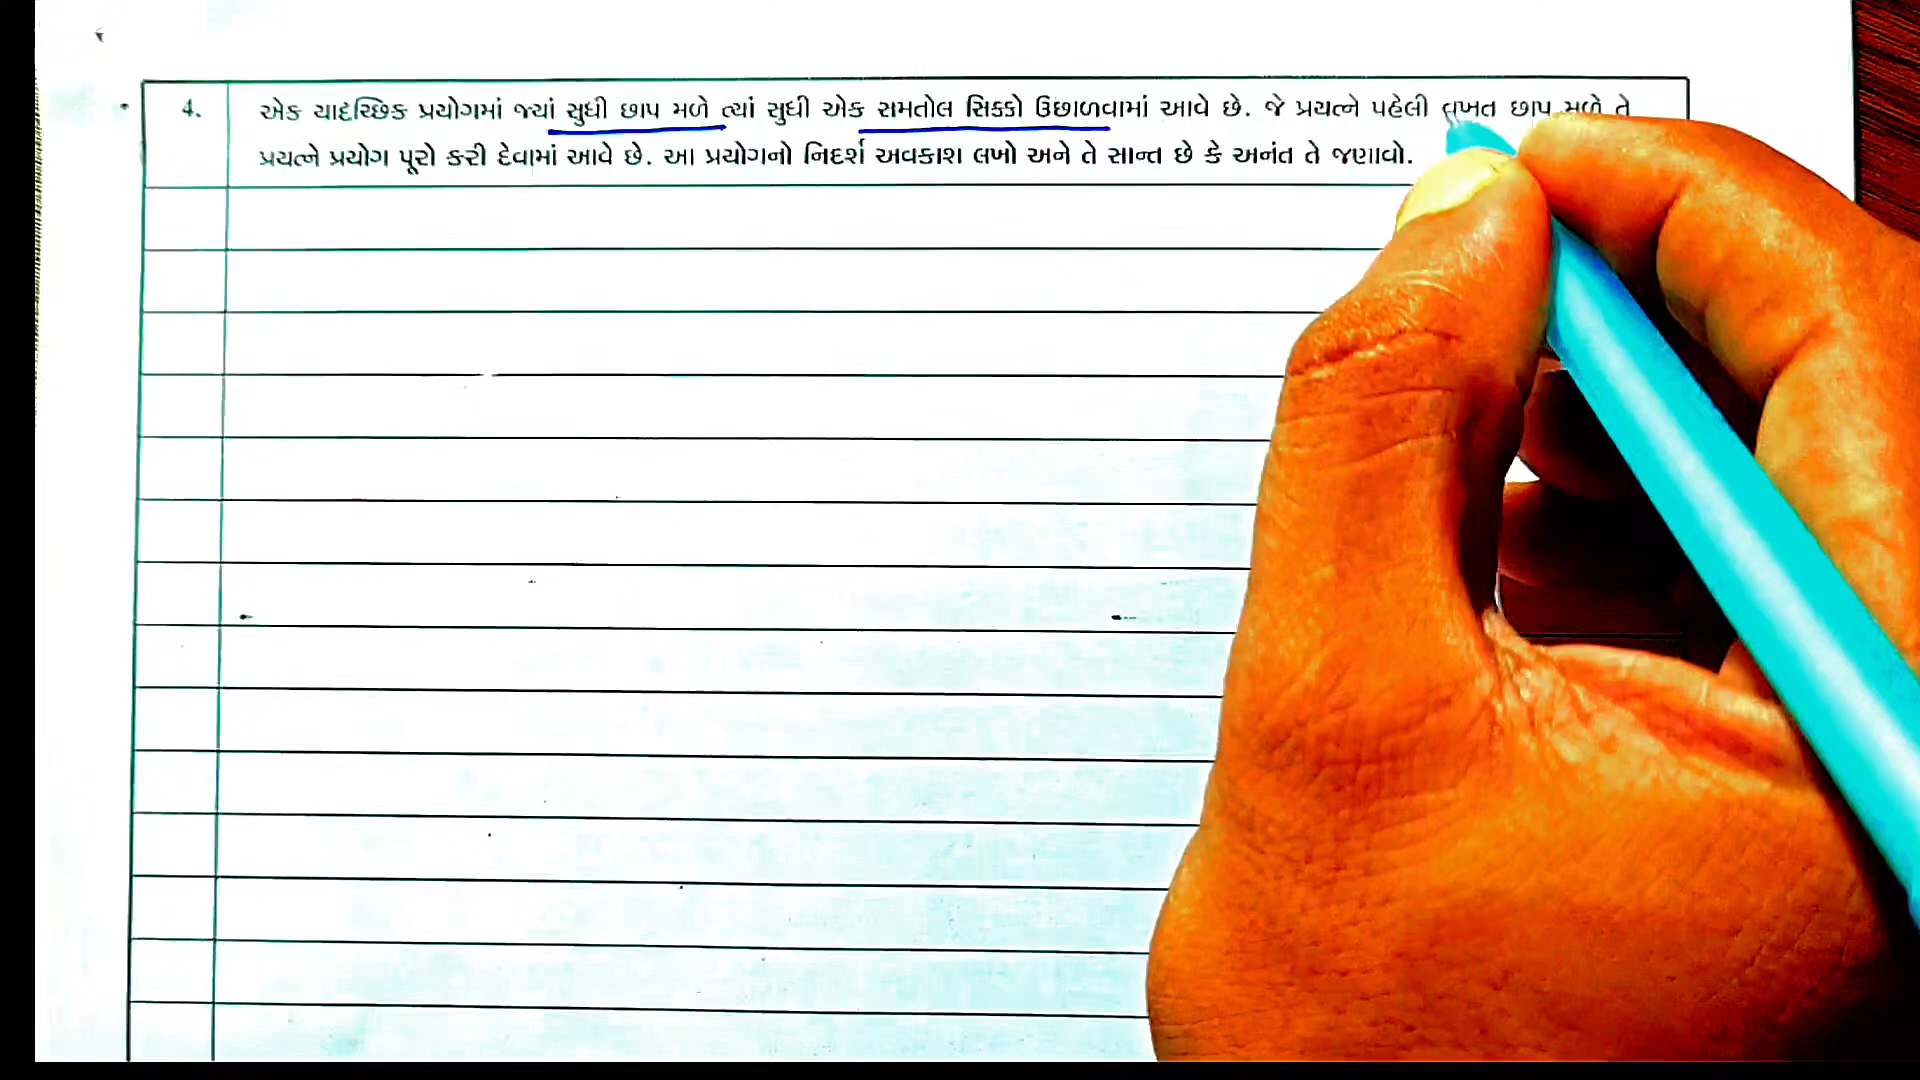 4. એક યાદૃચ્છિક પ્રયોગમાં જ્યાં સુધી છાપ મળે ત્યાં સુધી એક સમતોલ સિક્કો ઉછાળવામાં આવે છે. જે પ્રયત્ને પહેલી વખત છાપ મળે તે
પ્રયત્ને પ્રયોગ પૂરો કરી દેવામાં આવે છે. આ પ્રયોગનો નિદર્શ અવકાશ લખો અને તે સાન્ત છે કે અનંત તે જણાવો.